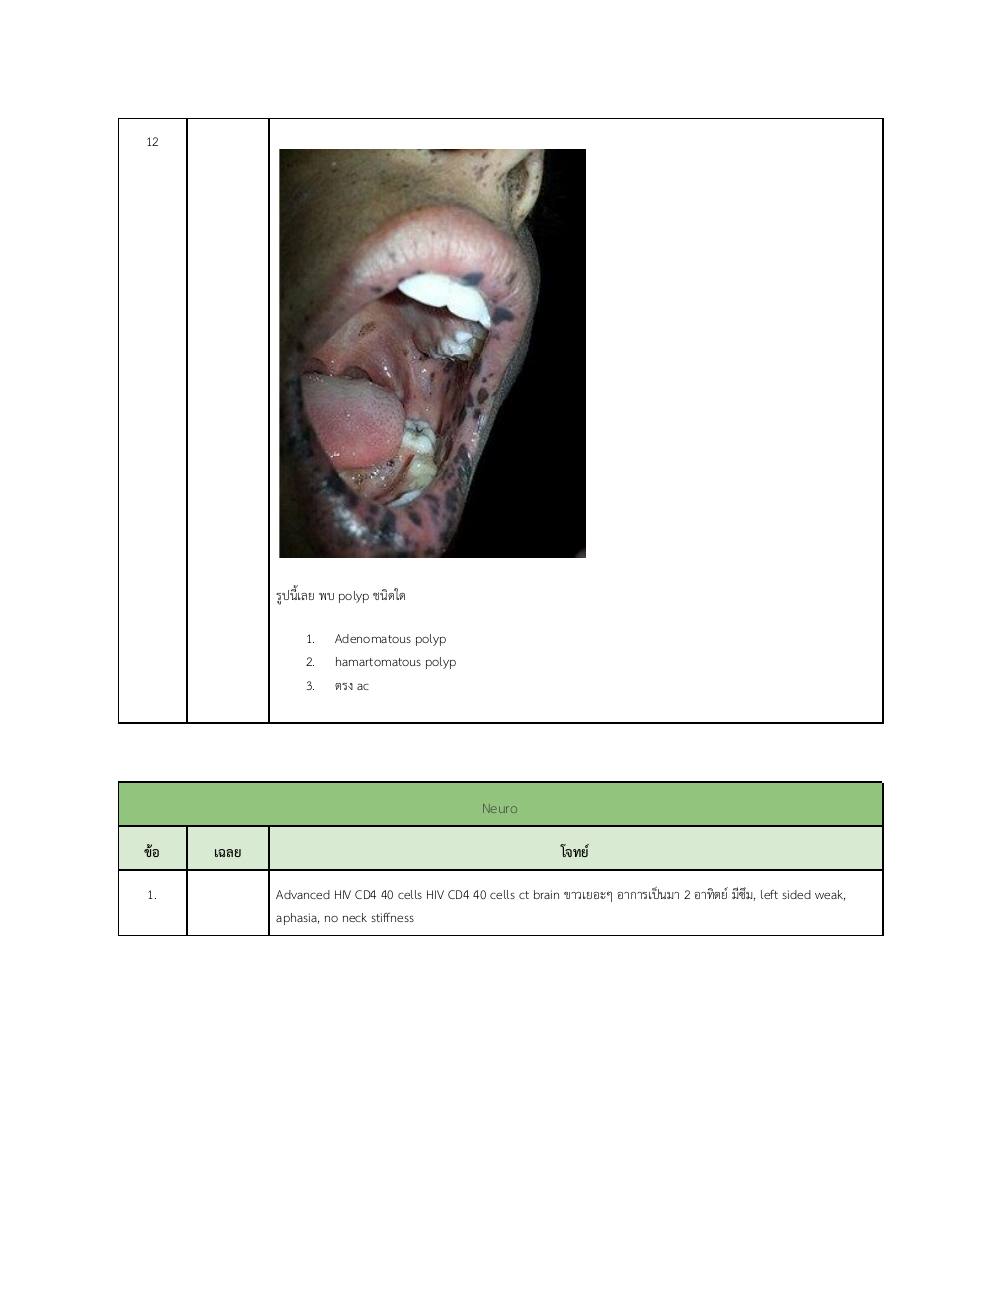 12
รูปนี้เลย พบ polyp ชนิดใด
1. Adenomatous polyp
2. hamartomatous polyp
3. ตรง ac
Neuro
ข้อ เฉลย โจทย์
1. Advanced HIV CD4 40 cells HIV CD4 40 cells ct brain ขาวเยอะๆ อาการเป็นมา 2 อาทิตย์ มีซึม, left sided weak,
aphasia, no neck stiffness